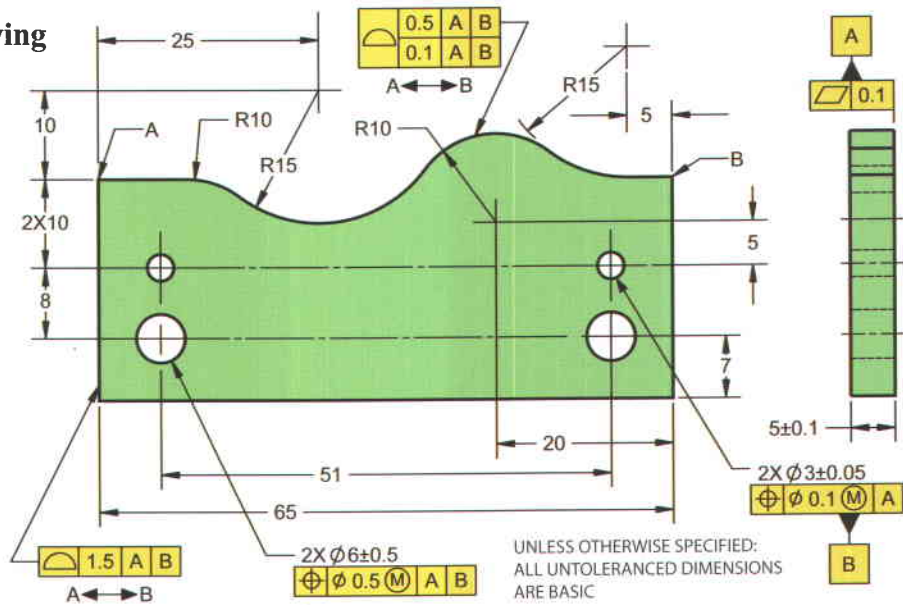 ving
25
0.5 A B
0.1 A B
A B
A
0.1
10
A
R10
R15
R10
R15
5
B
2X10
8
5
7
5±0.1
20
51
65
2X Ø3±0.05
Ø 0.1 Ⓜ A
B
1.5 A B
A B
2X Ø6±0.5
Ø 0.5 Ⓜ A B
UNLESS OTHERWISE SPECIFIED:
ALL UNTOLERANCED DIMENSIONS
ARE BASIC